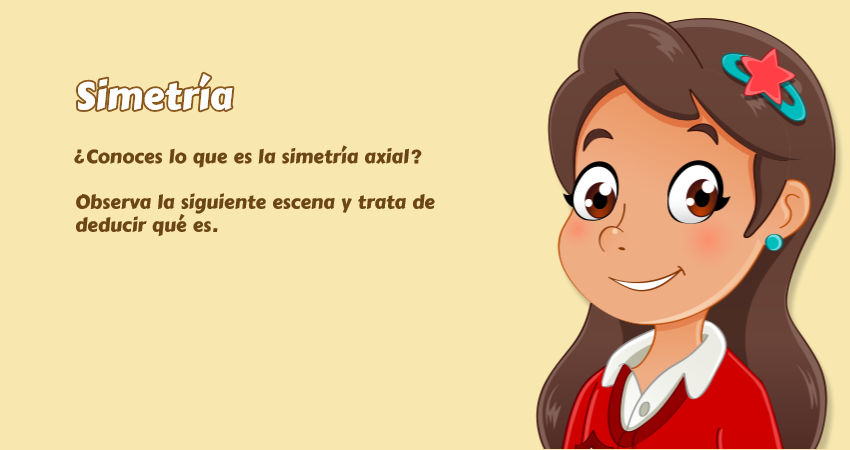 Simetría
¿Conoces lo que es la simetría axial?
Observa la siguiente escena y trata de
deducir qué es.